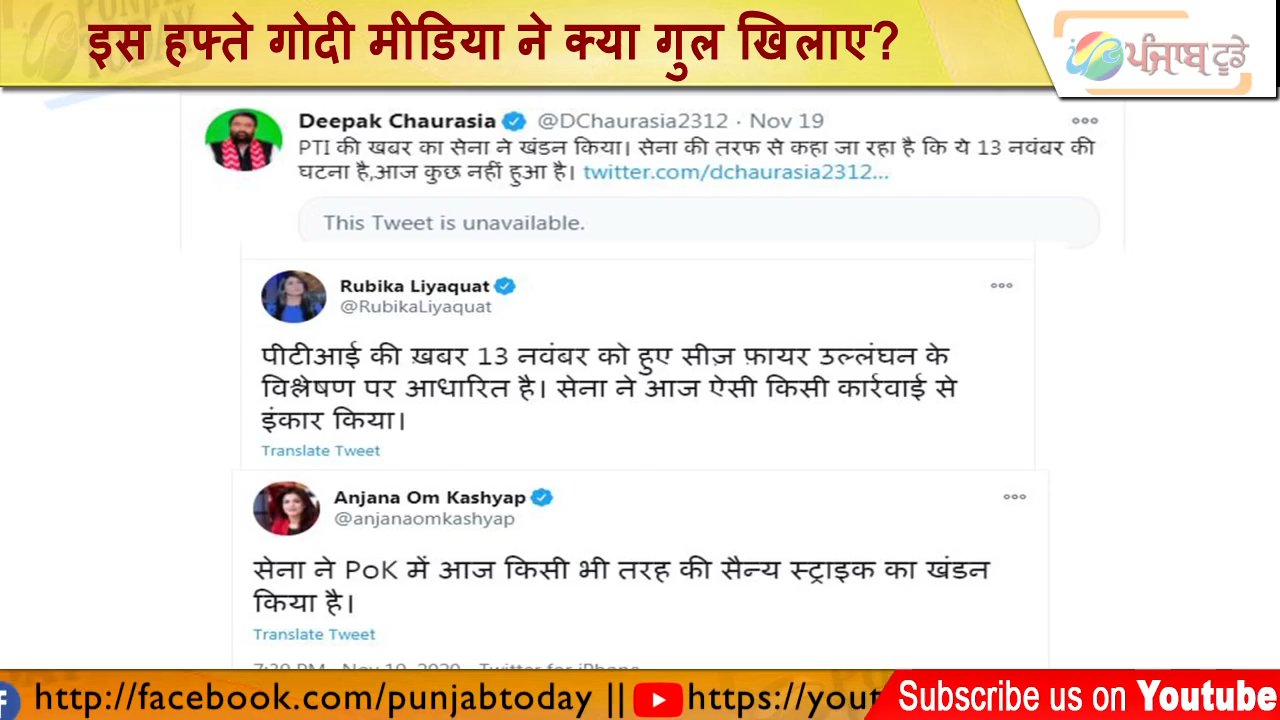 इस हफ्ते गोदी मीडिया ने क्या गुल खिलाए?
ਪੰਜਾਬ ਟੂਡੇ
Deepak Chaurasia @DChaurasia2312 · Nov 19
PTI की खबर का सेना ने खंडन किया। सेना की तरफ से कहा जा रहा है कि ये 13 नवंबर की
घटना है,आज कुछ नहीं हुआ है। twitter.com/dchaurasia2312...
This Tweet is unavailable.
Rubika Liyaquat
@RubikaLiyaquat
पीटीआई की ख़बर 13 नवंबर को हुए सीज़ फ़ायर उल्लंघन के
विश्लेषण पर आधारित है। सेना ने आज ऐसी किसी कार्रवाई से
इंकार किया।
Translate Tweet
Anjana Om Kashyap
@anjanaomkashyap
सेना ने PoK में आज किसी भी तरह की सैन्य स्ट्राइक का खंडन
किया है।
Translate Tweet
7:39 PM · Nov 19, 2020 · Twitter for iPhone
http://facebook.com/punjabtoday || https://yout
Subscribe us on Youtube